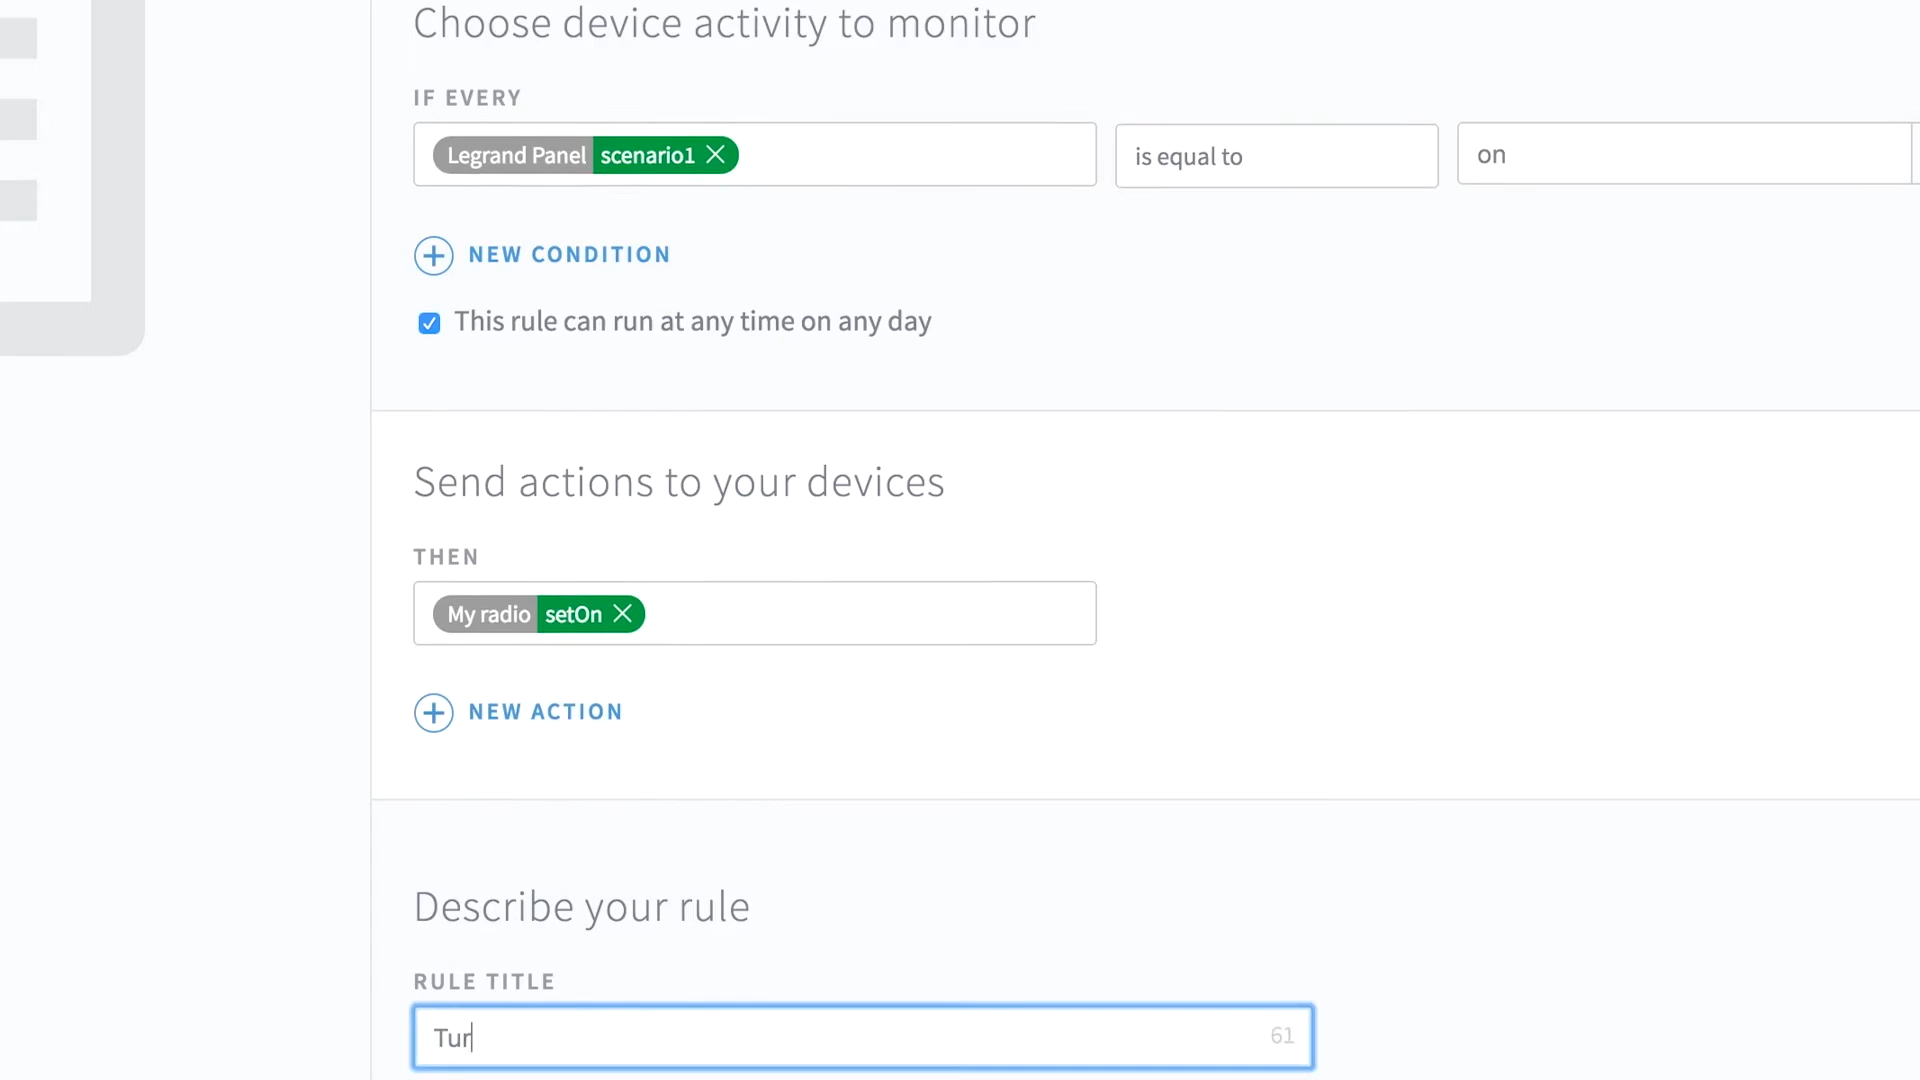 Choose device activity to monitor
IF EVERY
Legrand Panel scenario1
is equal to
on
NEW CONDITION
This rule can run at any time on any day
Send actions to your devices
THEN
My radio setOn
NEW ACTION
Describe your rule
RULE TITLE
Tur
61